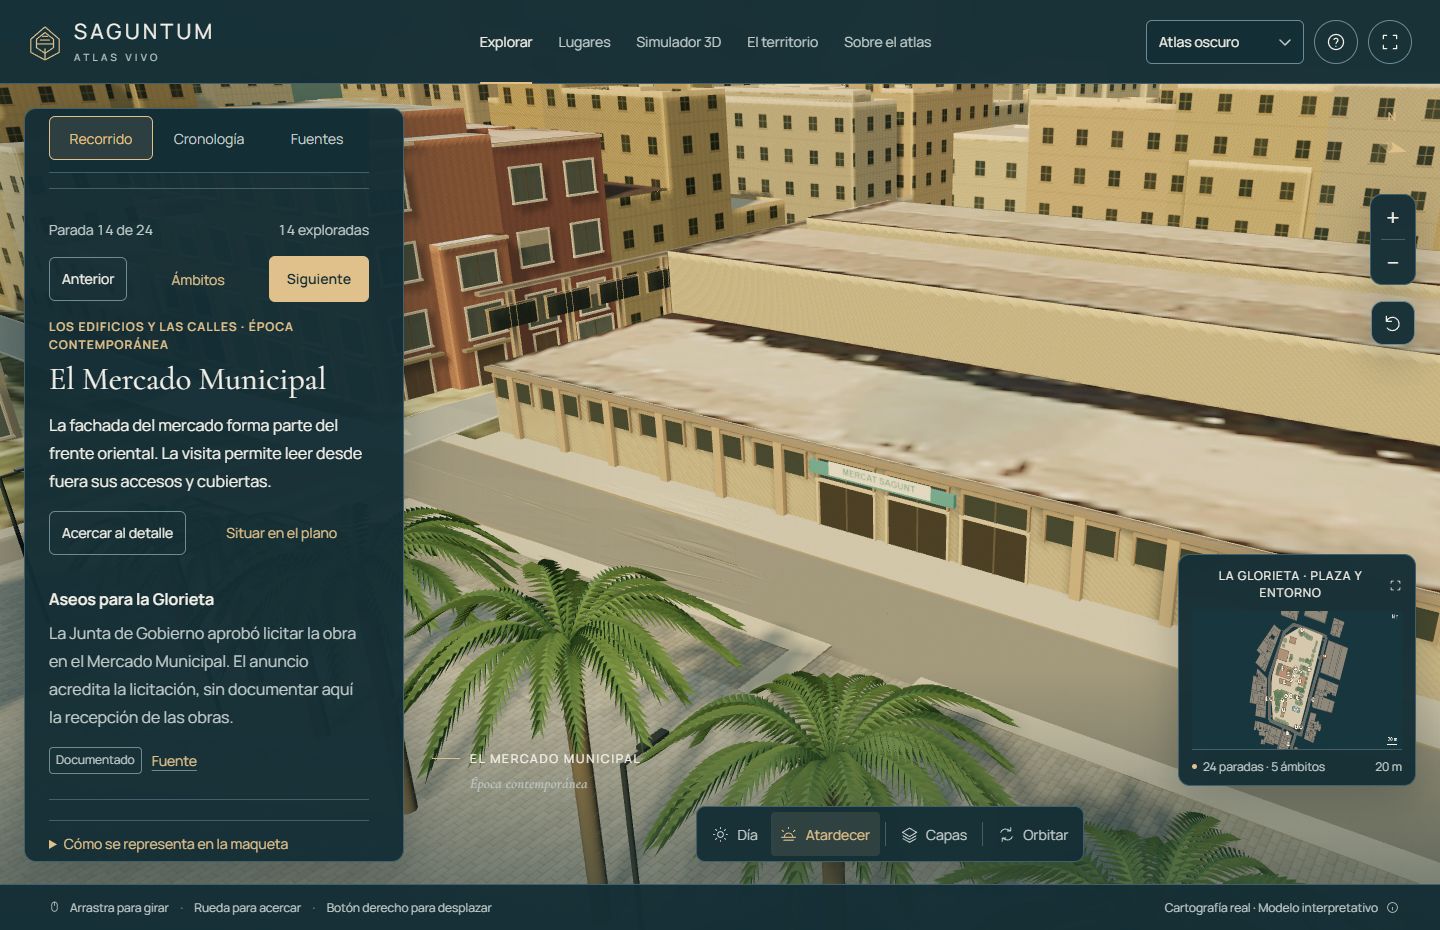 SAGUNTUM
ATLAS VIVO
Explorar
Lugares
Simulador 3D
El territorio
Sobre el atlas
Atlas oscuro
Recorrido
Cronología
Fuentes
Parada 14 de 24
14 exploradas
Anterior
Ámbitos
Siguiente
LOS EDIFICIOS Y LAS CALLES · ÉPOCA
CONTEMPORÁNEA
El Mercado Municipal
La fachada del mercado forma parte del
frente oriental. La visita permite leer desde
fuera sus accesos y cubiertas.
Acercar al detalle
Situar en el plano
Aseos para la Glorieta
La Junta de Gobierno aprobó licitar la obra
en el Mercado Municipal. El anuncio
acredita la licitación, sin documentar aquí
la recepción de las obras.
Documentado
Fuente
Cómo se representa en la maqueta
N
+
−
MERCAT SAGUNT
LA GLORIETA · PLAZA Y
ENTORNO
24 paradas · 5 ámbitos
20 m
EL MERCADO MUNICIPAL
Época contemporánea
Día
Atardecer
Capas
Orbitar
Arrastra para girar · Rueda para acercar · Botón derecho para desplazar
Cartografía real · Modelo interpretativo